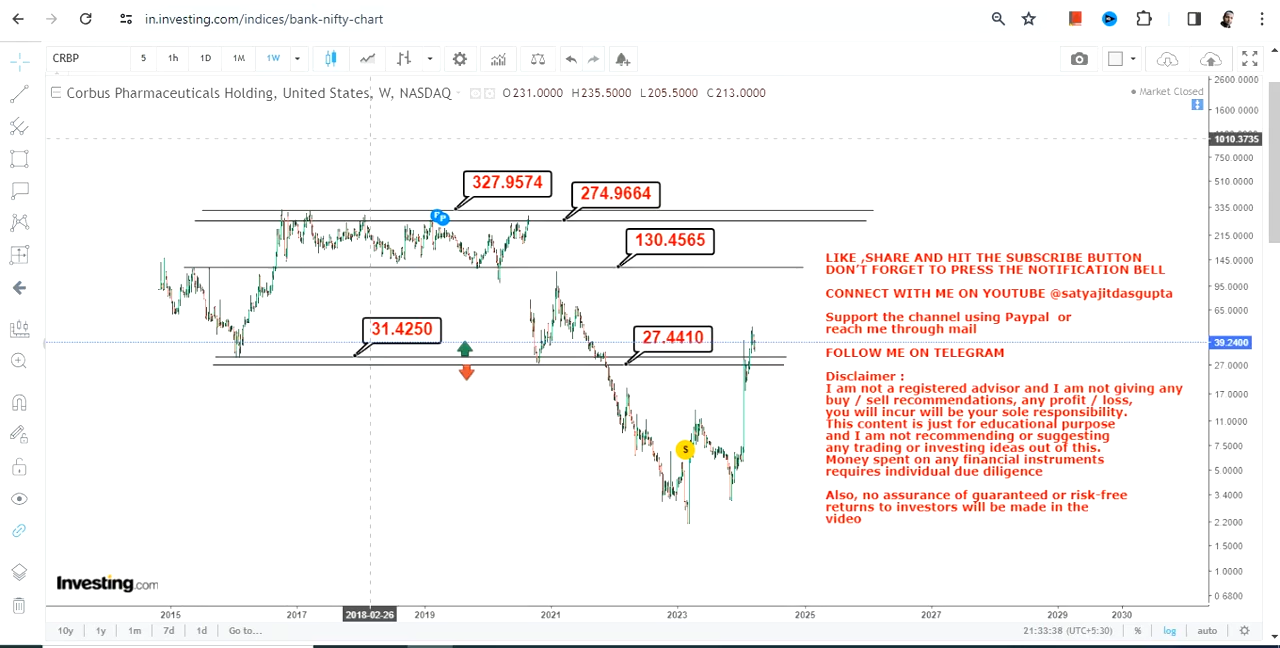 in.investing.com/indices/bank-nifty-chart
CRBP
5
1h
1D
1M
1W
Corbus Pharmaceuticals Holding, United States, W, NASDAQ
O231.0000 H235.5000 L205.5000 C213.0000
Market Closed
2600.0000
1600.0000
1010.3735
750.0000
510.0000
335.0000
215.0000
145.0000
95.0000
65.0000
39.2400
27.0000
17.0000
11.0000
7.5000
5.0000
3.4000
2.2000
1.5000
1.0000
0.6800
327.9574
274.9664
130.4565
31.4250
27.4410
S
LIKE ,SHARE AND HIT THE SUBSCRIBE BUTTON
DON'T FORGET TO PRESS THE NOTIFICATION BELL
CONNECT WITH ME ON YOUTUBE @satyajitdasgupta
Support the channel using Paypal or
reach me through mail
FOLLOW ME ON TELEGRAM
Disclaimer :
I am not a registered advisor and I am not giving any
buy / sell recommendations, any profit / loss,
you will incur will be your sole responsibility.
This content is just for educational purpose
and I am not recommending or suggesting
any trading or investing ideas out of this.
Money spent on any financial instruments
requires individual due diligence
Also, no assurance of guaranteed or risk-free
returns to investors will be made in the
video
Investing.com
2015
2017
2018-02-26
2019
2021
2023
2025
2027
2029
2030
10y
1y
1m
7d
1d
Go to...
21:33:38 (UTC+5:30)
%
log
auto